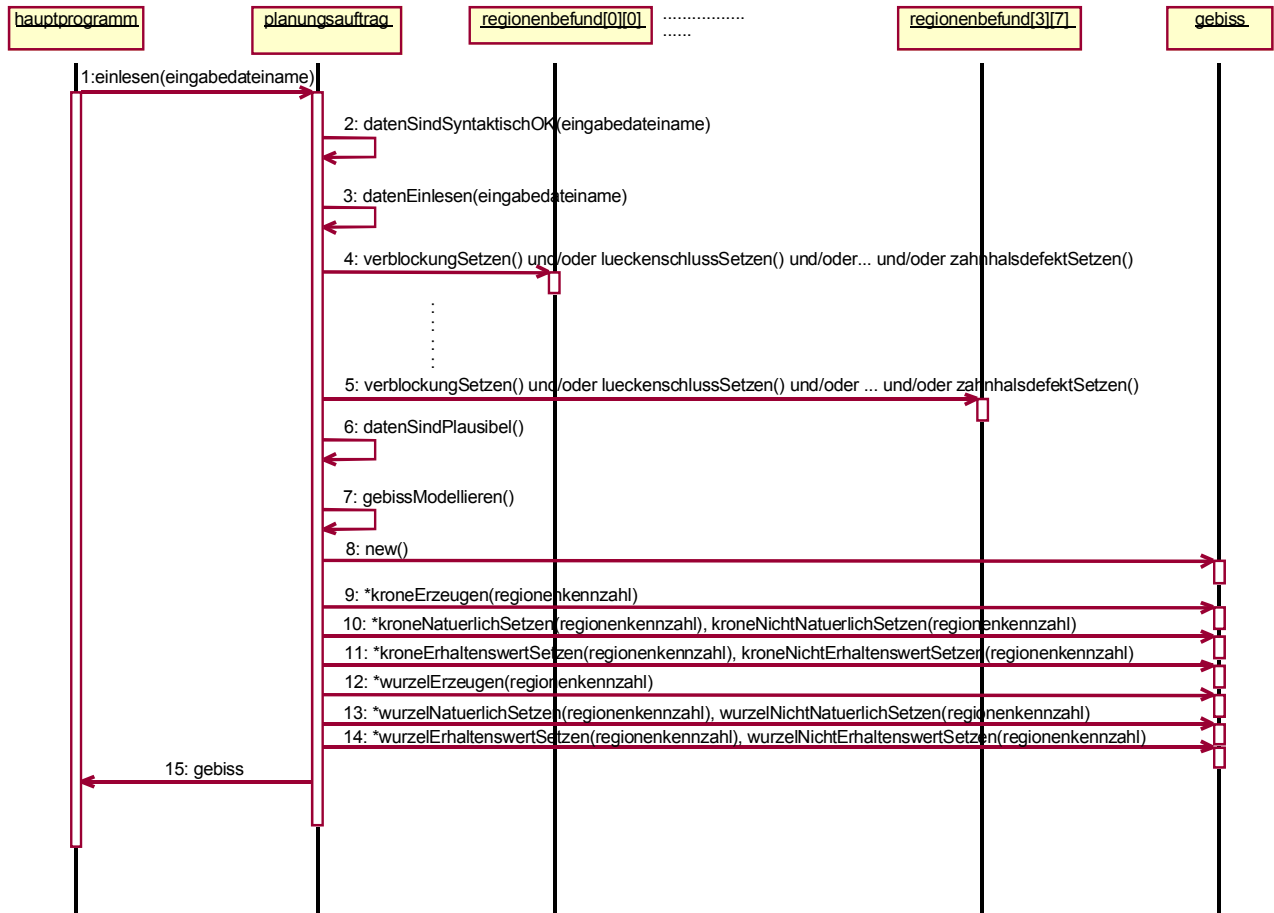 hauptprogramm
planungsauftrag
regionenbefund[0][0]
.................
......
regionenbefund[3][7]
gebiss
1:einlesen(eingabedateiname)
2: datenSindSyntaktischOK(eingabedateiname)
3: datenEinlesen(eingabedateiname)
4: verblockungSetzen() und/oder lueckenschlussSetzen() und/oder... und/oder zahnhalsdefektSetzen()
5: verblockungSetzen() und/oder lueckenschlussSetzen() und/oder ... und/oder zahnhalsdefektSetzen()
6: datenSindPlausibel()
7: gebissModellieren()
8: new()
9: *kroneErzeugen(regionenkennzahl)
10: *kroneNatuerlichSetzen(regionenkennzahl), kroneNichtNatuerlichSetzen(regionenkennzahl)
11: *kroneErhaltenswertSetzen(regionenkennzahl), kroneNichtErhaltenswertSetzen(regionenkennzahl)
12: *wurzelErzeugen(regionenkennzahl)
13: *wurzelNatuerlichSetzen(regionenkennzahl), wurzelNichtNatuerlichSetzen(regionenkennzahl)
14: *wurzelErhaltenswertSetzen(regionenkennzahl), wurzelNichtErhaltenswertSetzen(regionenkennzahl)
15: gebiss